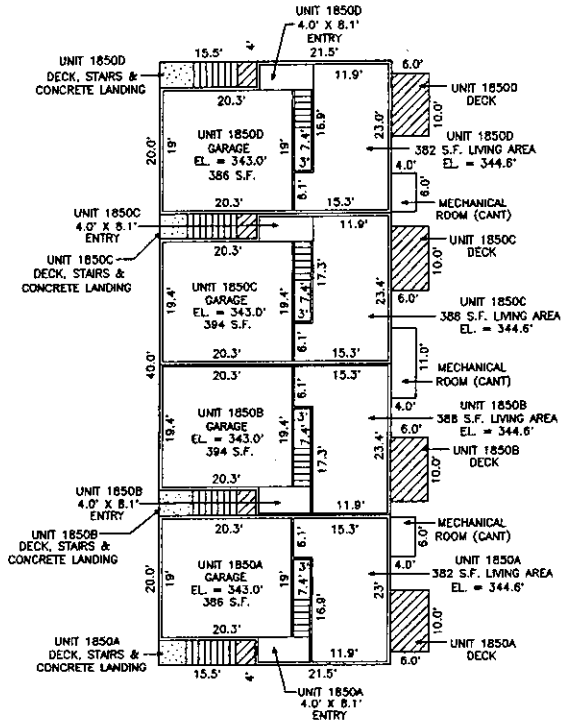 UNIT 1850D
4.0' X 8.1'
ENTRY
UNIT 1850D
DECK, STAIRS &
CONCRETE LANDING
15.5'
4'
21.5'
6.0'
UNIT 1850D
DECK
10.0'
11.9'
20.3'
20.0'
19'
UNIT 1850D
GARAGE
EL. = 343.0'
386 S.F.
19'
7.4'
3'
16.9'
23.0'
UNIT 1850D
382 S.F. LIVING AREA
EL. = 344.6'
6.1'
20.3'
15.3'
4.0'
6.0'
MECHANICAL
ROOM (CANT)
UNIT 1850C
4.0' X 8.1'
ENTRY
11.9'
UNIT 1850C
DECK
10.0'
6.0'
UNIT 1850C
DECK, STAIRS &
CONCRETE LANDING
20.3'
19.4'
UNIT 1850C
GARAGE
EL. = 343.0'
394 S.F.
19.4'
7.4'
3'
17.3'
23.4'
UNIT 1850C
388 S.F. LIVING AREA
EL. = 344.6'
6.1'
20.3'
15.3'
40.0'
11.0'
4.0'
MECHANICAL
ROOM (CANT)
6.1'
15.3'
20.3'
19.4'
UNIT 1850B
GARAGE
EL. = 343.0'
394 S.F.
19.4'
3'
7.4'
17.3'
23.4'
UNIT 1850B
388 S.F. LIVING AREA
EL. = 344.6'
6.0'
UNIT 1850B
DECK
10.0'
20.3'
11.9'
UNIT 1850B
4.0' X 8.1'
ENTRY
UNIT 1850B
DECK, STAIRS &
CONCRETE LANDING
20.3'
15.3'
6.1'
MECHANICAL
ROOM (CANT)
6.0'
4.0'
20.0'
19'
UNIT 1850A
GARAGE
EL. = 343.0'
386 S.F.
19'
3'
7.4'
16.9'
23'
UNIT 1850A
382 S.F. LIVING AREA
EL. = 344.6'
10.0'
6.0'
UNIT 1850A
DECK
20.3'
11.9'
UNIT 1850A
DECK, STAIRS &
CONCRETE LANDING
15.5'
4'
21.5'
UNIT 1850A
4.0' X 8.1'
ENTRY